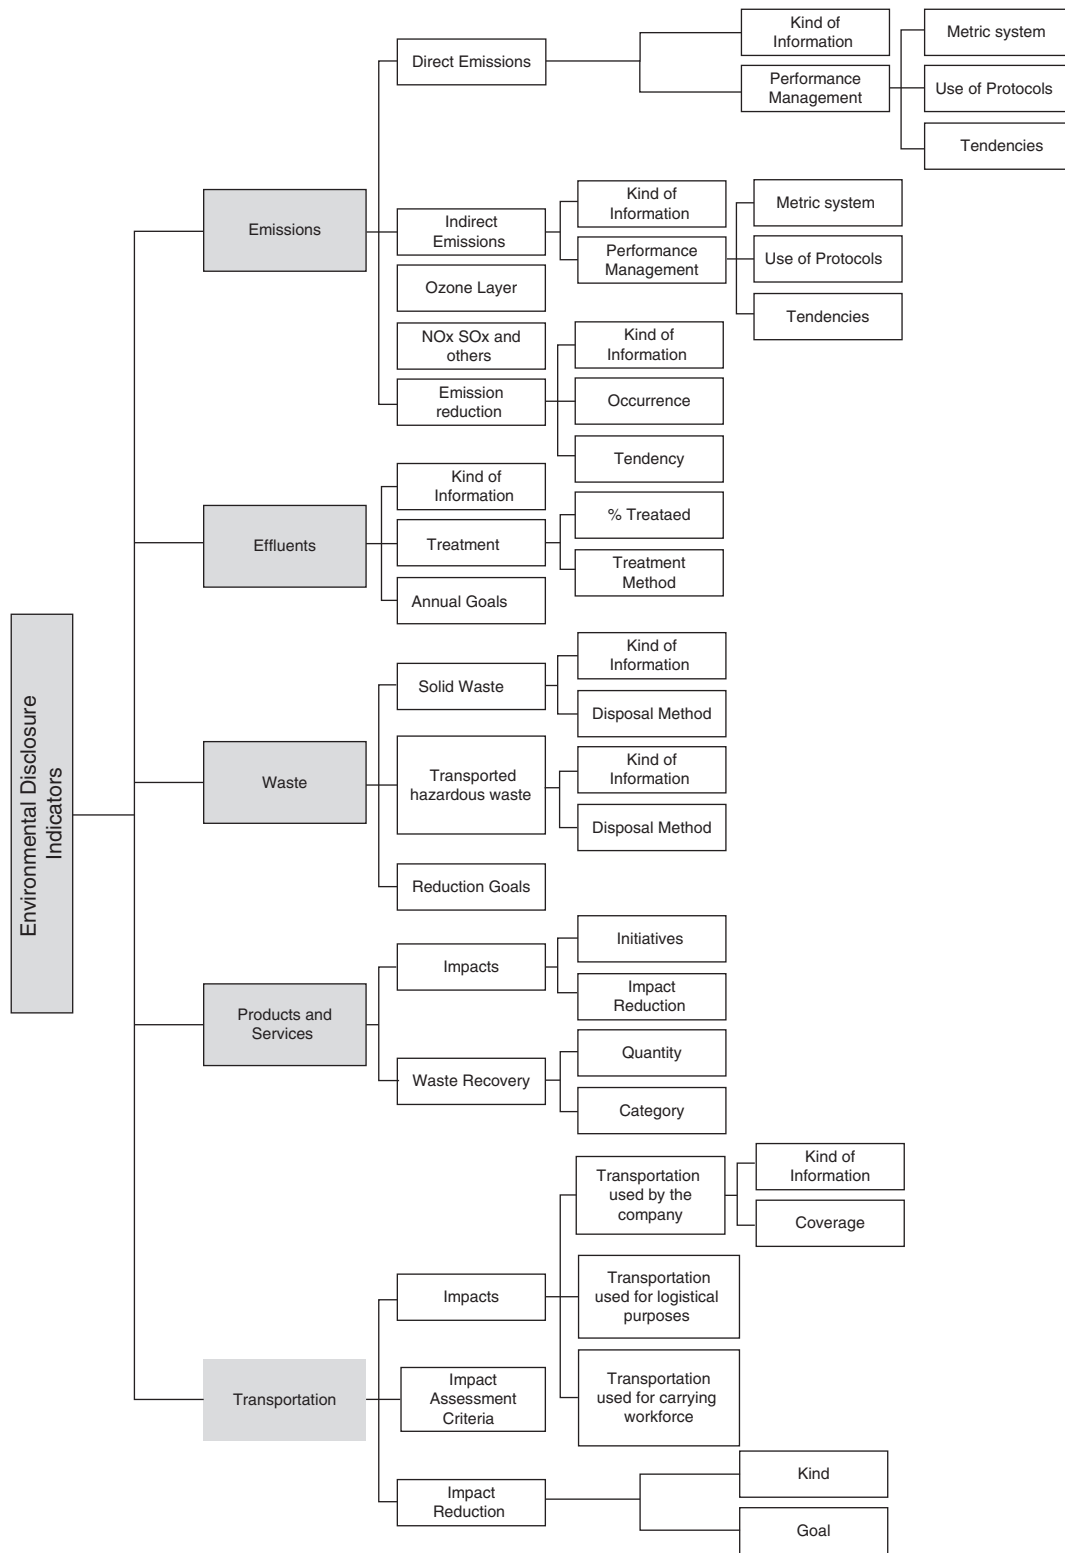 Environmental Disclosure
Indicators
Emissions
Direct Emissions
Kind of
Information
Performance
Management
Metric system
Use of Protocols
Tendencies
Indirect
Emissions
Kind of
Information
Performance
Management
Metric system
Use of Protocols
Tendencies
Ozone Layer
NOx SOx and
others
Emission
reduction
Kind of
Information
Occurrence
Tendency
Effluents
Kind of
Information
Treatment
% Treataed
Treatment
Method
Annual Goals
Waste
Solid Waste
Kind of
Information
Disposal Method
Transported
hazardous waste
Kind of
Information
Disposal Method
Reduction Goals
Products and
Services
Impacts
Initiatives
Impact
Reduction
Waste Recovery
Quantity
Category
Transportation
Impacts
Transportation
used by the
company
Kind of
Information
Coverage
Transportation
used for logistical
purposes
Transportation
used for carrying
workforce
Impact
Assessment
Criteria
Impact
Reduction
Kind
Goal